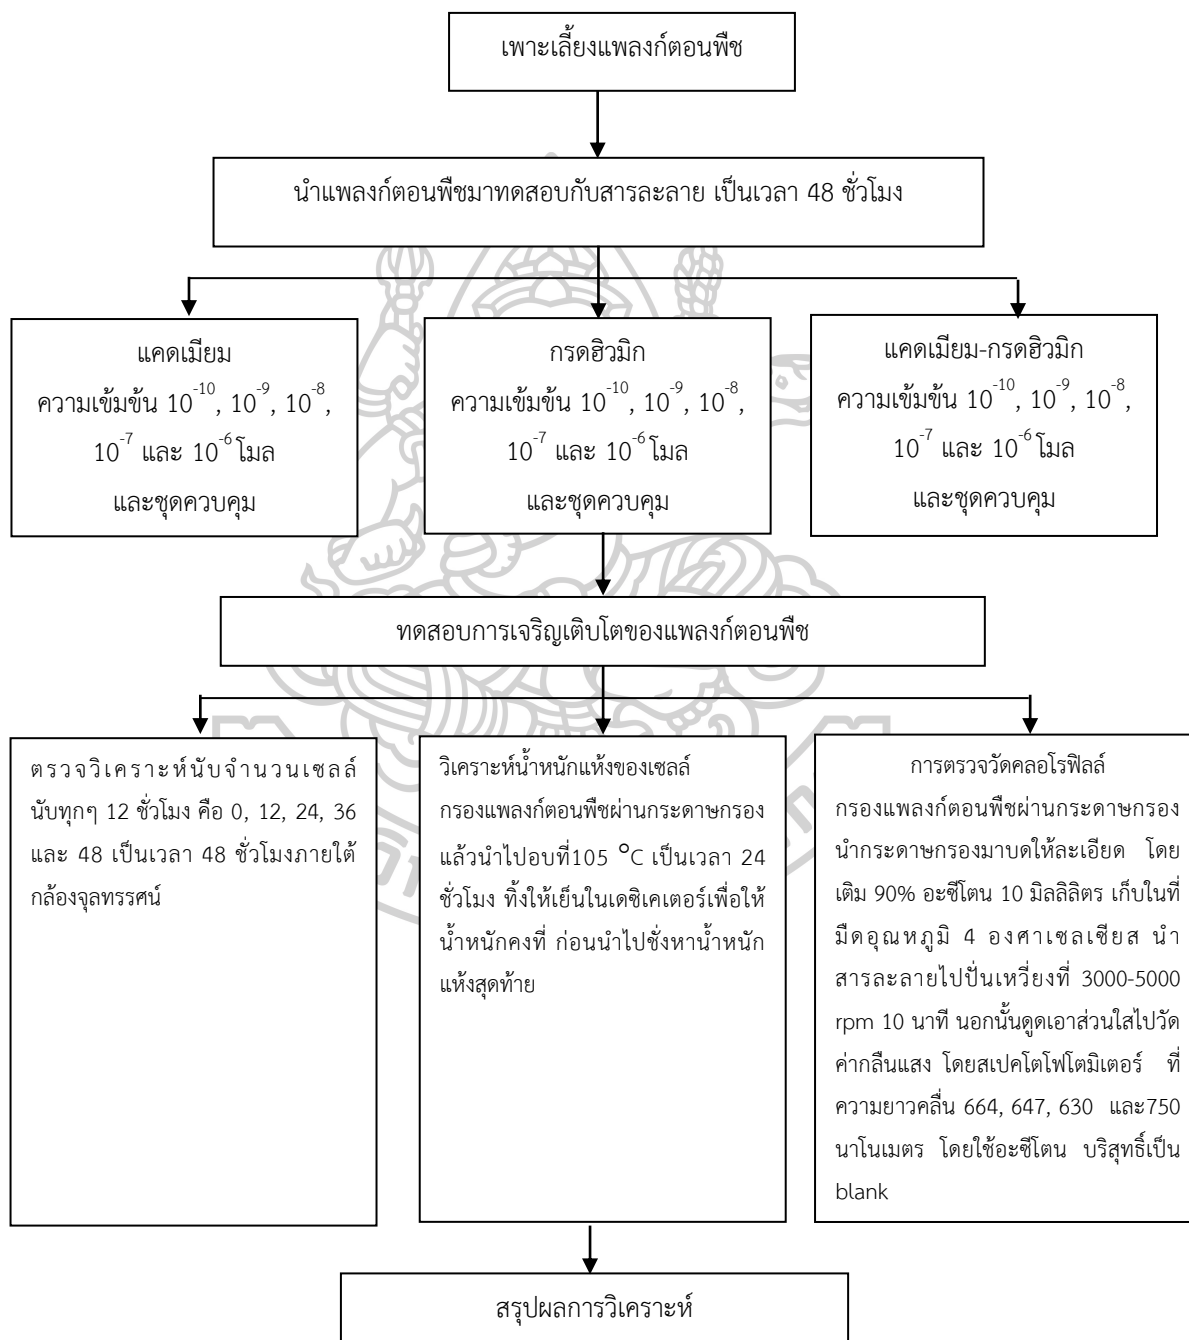 เพาะเลี้ยงแพลงก์ตอนพืช
นำแพลงก์ตอนพืชมาทดสอบกับสารละลาย เป็นเวลา 48 ชั่วโมง
แคดเมียม
ความเข้มข้น 10⁻¹⁰, 10⁻⁹, 10⁻⁸,
10⁻⁷ และ 10⁻⁶ โมล
และชุดควบคุม
กรดฮิวมิก
ความเข้มข้น 10⁻¹⁰, 10⁻⁹, 10⁻⁸,
10⁻⁷ และ 10⁻⁶ โมล
และชุดควบคุม
แคดเมียม-กรดฮิวมิก
ความเข้มข้น 10⁻¹⁰, 10⁻⁹, 10⁻⁸,
10⁻⁷ และ 10⁻⁶ โมล
และชุดควบคุม
ทดสอบการเจริญเติบโตของแพลงก์ตอนพืช
ตรวจวิเคราะห์นับจำนวนเซลล์
นับทุกๆ 12 ชั่วโมง คือ 0, 12, 24, 36
และ 48 เป็นเวลา 48 ชั่วโมงภายใต้
กล้องจุลทรรศน์
วิเคราะห์น้ำหนักแห้งของเซลล์
กรองแพลงก์ตอนพืชผ่านกระดาษกรอง
แล้วนำไปอบที่105 °C เป็นเวลา 24
ชั่วโมง ทิ้งให้เย็นในเดซิเคเตอร์เพื่อให้
น้ำหนักคงที่ ก่อนนำไปชั่งหาน้ำหนัก
แห้งสุดท้าย
การตรวจวัดคลอโรฟิลล์
กรองแพลงก์ตอนพืชผ่านกระดาษกรอง
นำกระดาษกรองมาบดให้ละเอียด โดย
เติม 90% อะซีโตน 10 มิลลิลิตร เก็บในที่
มืดอุณหภูมิ 4 องศาเซลเซียส นำ
สารละลายไปปั่นเหวี่ยงที่ 3000-5000
rpm 10 นาที นอกนั้นดูดเอาส่วนใสไปวัด
ค่ากลืนแสง โดยสเปคโตโฟโตมิเตอร์ ที่
ความยาวคลื่น 664, 647, 630 และ750
นาโนเมตร โดยใช้อะซีโตน บริสุทธิ์เป็น
blank
สรุปผลการวิเคราะห์